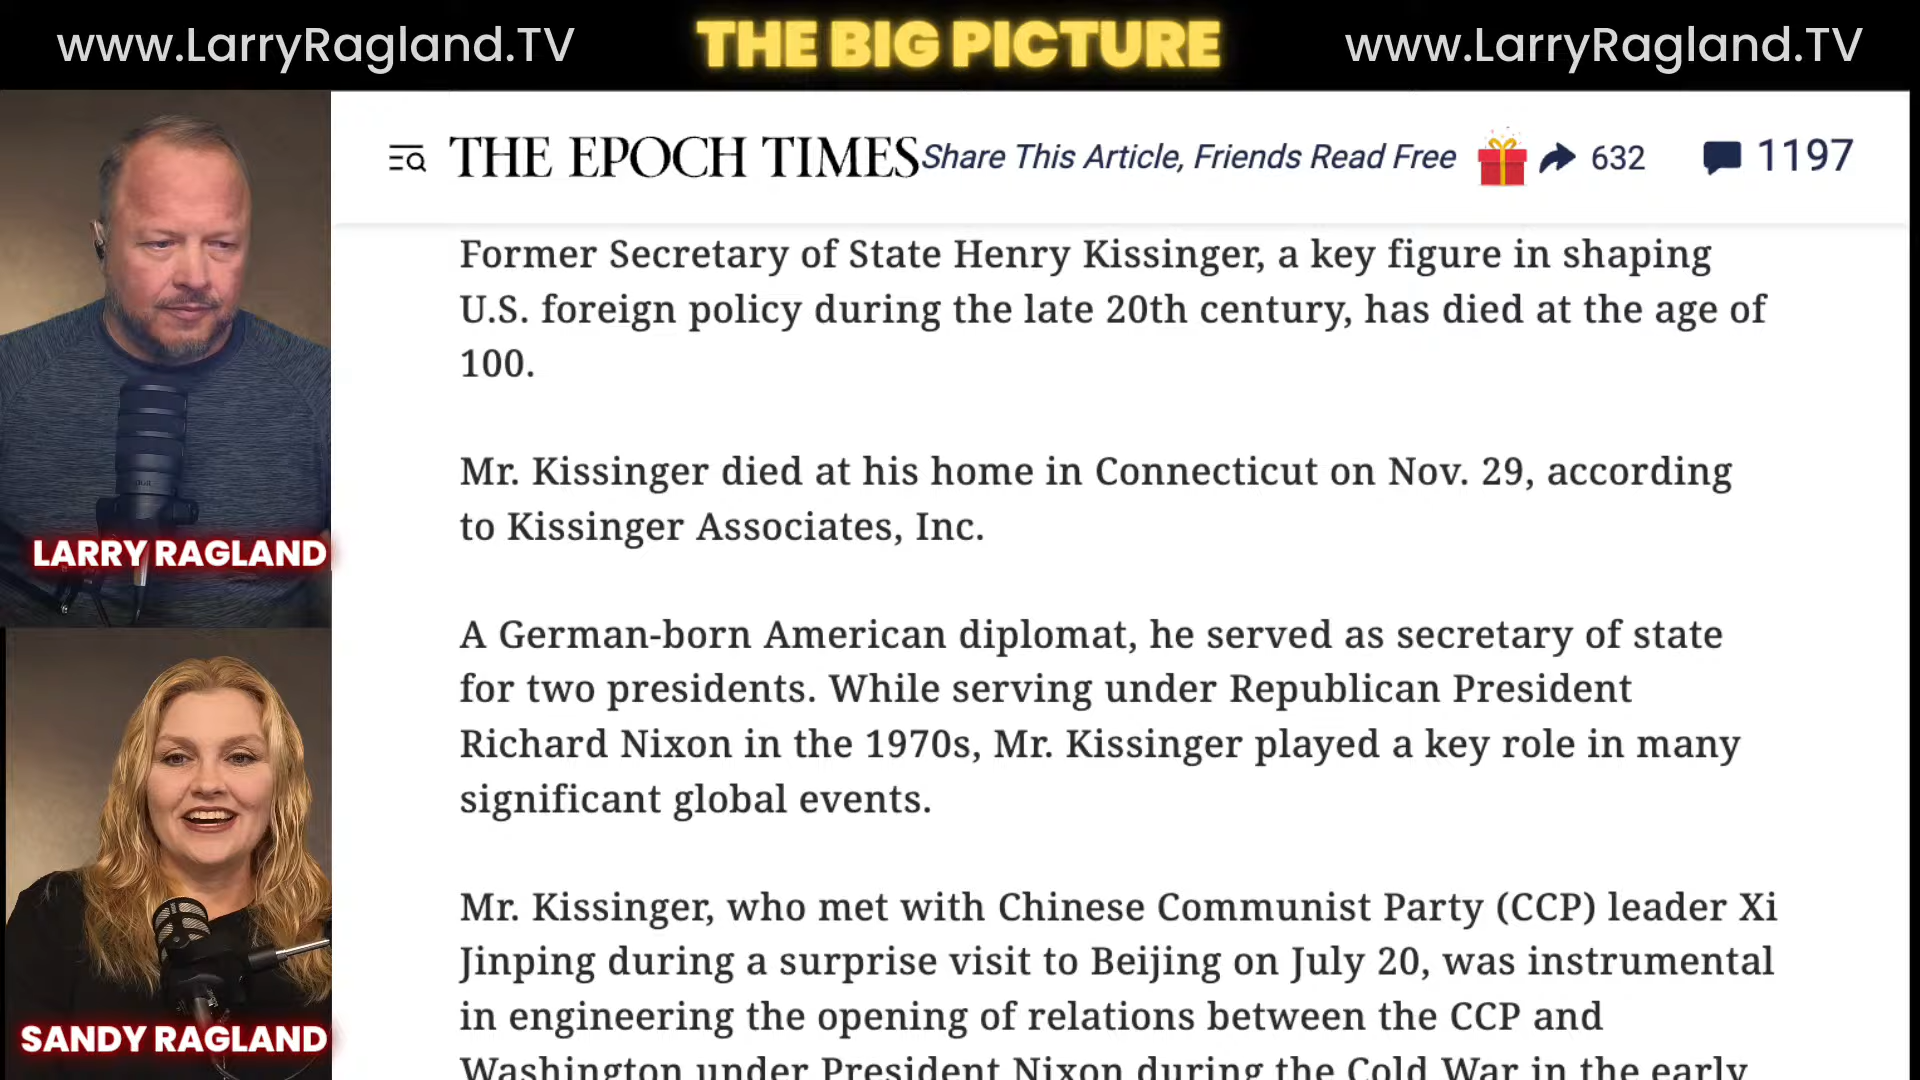 www.LarryRagland.TV
THE BIG PICTURE
www.LarryRagland.TV
THE EPOCH TIMES
Share This Article, Friends Read Free
632
1197
Former Secretary of State Henry Kissinger, a key figure in shaping
U.S. foreign policy during the late 20th century, has died at the age of
100.
Mr. Kissinger died at his home in Connecticut on Nov. 29, according
to Kissinger Associates, Inc.
A German-born American diplomat, he served as secretary of state
for two presidents. While serving under Republican President
Richard Nixon in the 1970s, Mr. Kissinger played a key role in many
significant global events.
Mr. Kissinger, who met with Chinese Communist Party (CCP) leader Xi
Jinping during a surprise visit to Beijing on July 20, was instrumental
in engineering the opening of relations between the CCP and
Washington under President Nixon during the Cold War in the early
LARRY RAGLAND
SANDY RAGLAND